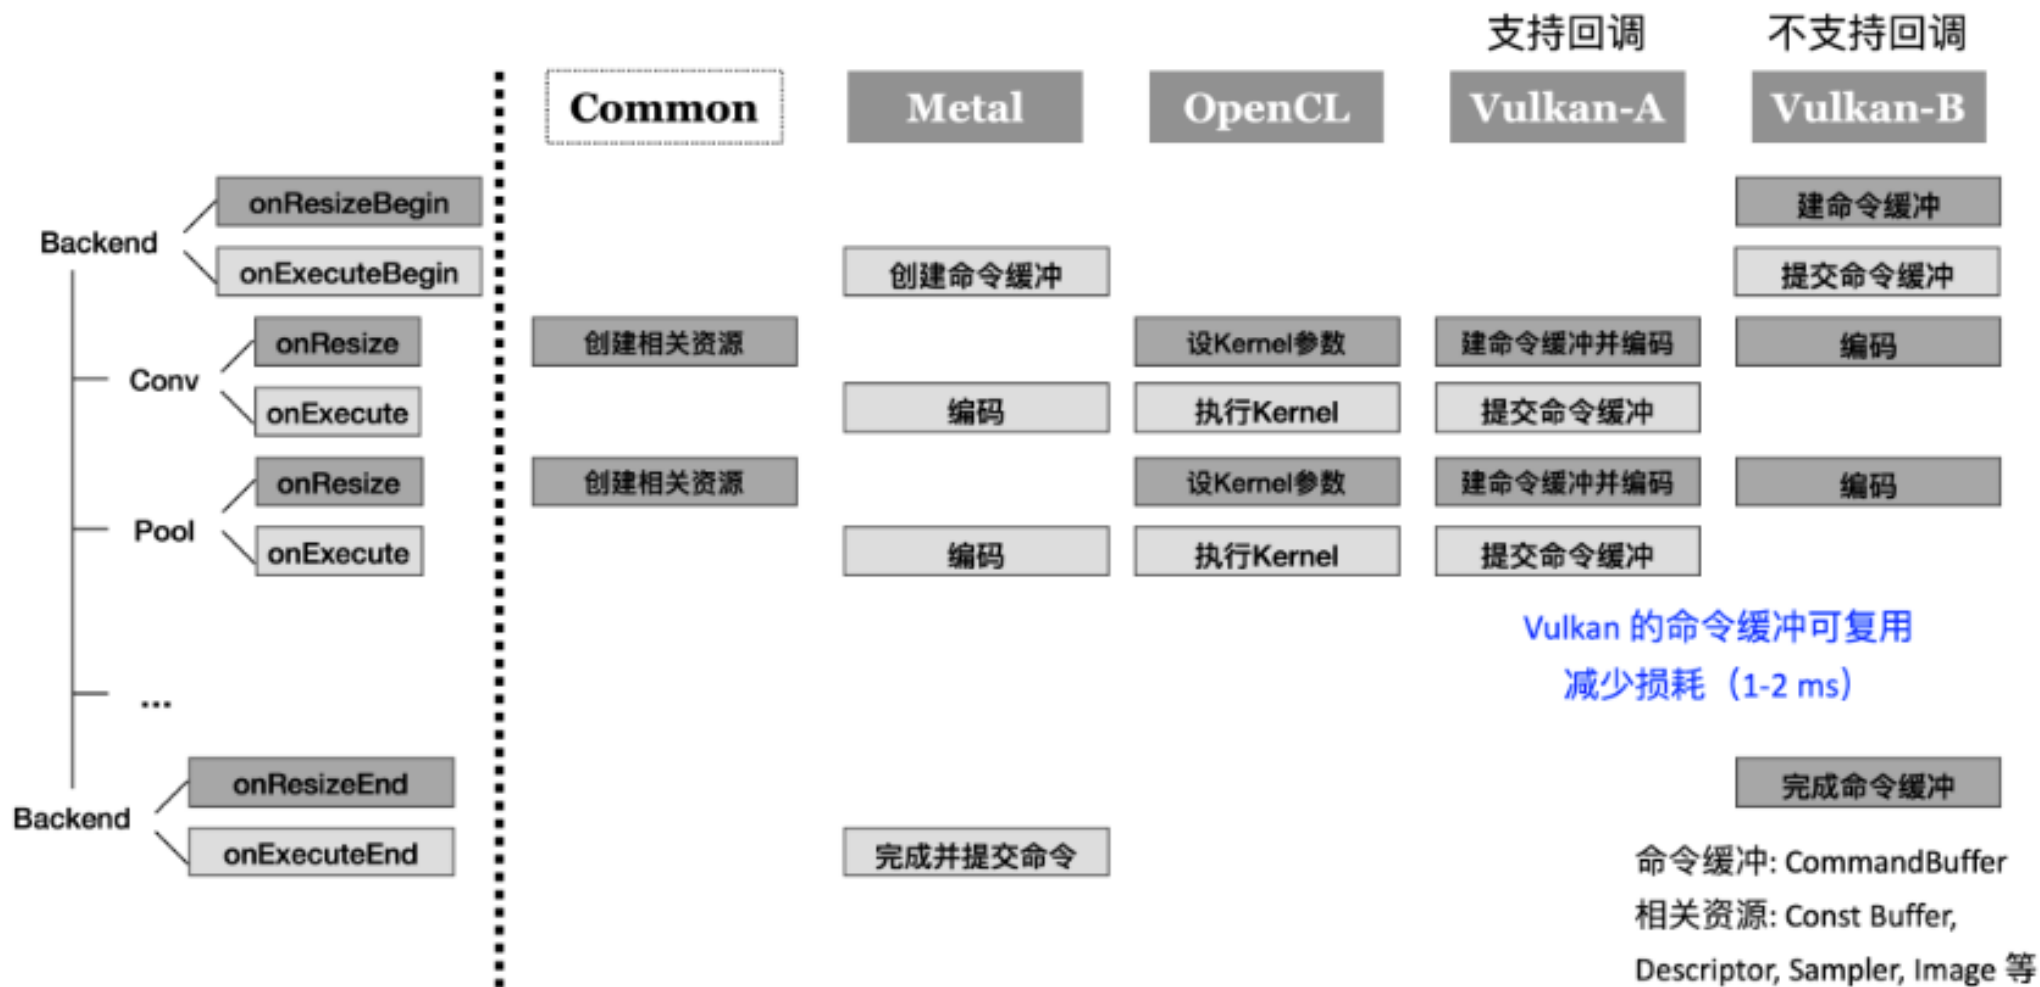 支持回调 不支持回调
Common Metal OpenCL Vulkan-A Vulkan-B
onResizeBegin 建命令缓冲
Backend
onExecuteBegin 创建命令缓冲 提交命令缓冲
onResize 创建相关资源 设Kernel参数 建命令缓冲并编码 编码
Conv
onExecute 编码 执行Kernel 提交命令缓冲
onResize 创建相关资源 设Kernel参数 建命令缓冲并编码 编码
Pool
onExecute 编码 执行Kernel 提交命令缓冲
Vulkan 的命令缓冲可复用
减少损耗（1-2 ms）
...
onResizeEnd 完成命令缓冲
Backend
onExecuteEnd 完成并提交命令
命令缓冲: CommandBuffer
相关资源: Const Buffer,
Descriptor, Sampler, Image 等